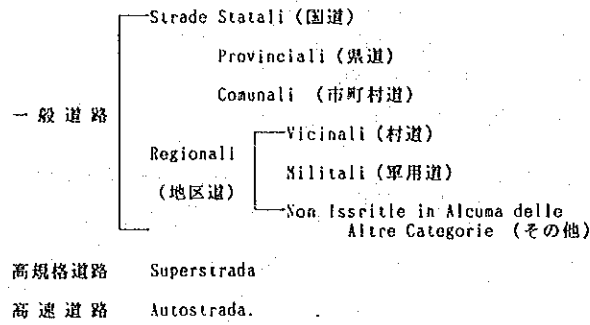 Strade Statali (国道)
Provinciali (県道)
Comunali (市町村道)
一般道路
Vicinali (村道)
Regionali
(地区道)
Militali (軍用道)
Non Issritle in Alcuma delle
Altre Categorie (その他)
高規格道路 Superstrada
高速道路 Autostrada.